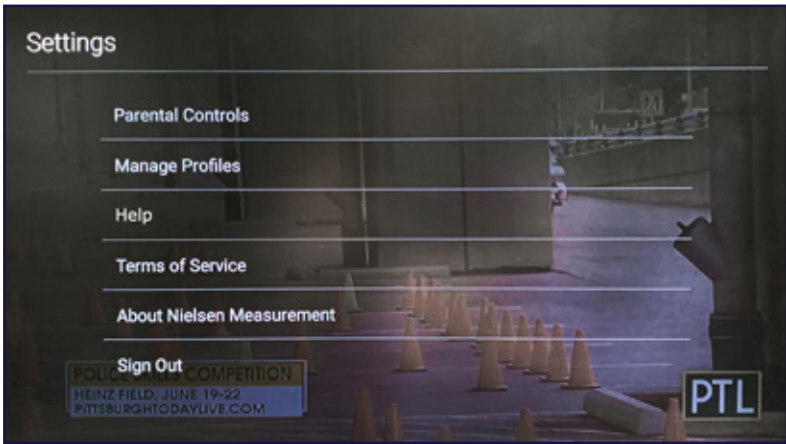 Settings
Parental Controls
Manage Profiles
Help
Terms of Service
About Nielsen Measurement
Sign Out
POLICE SKILLS COMPETITION
HEINZ FIELD, JUNE 19-22
PITTSBURGHTODAYLIVE.COM
PTL